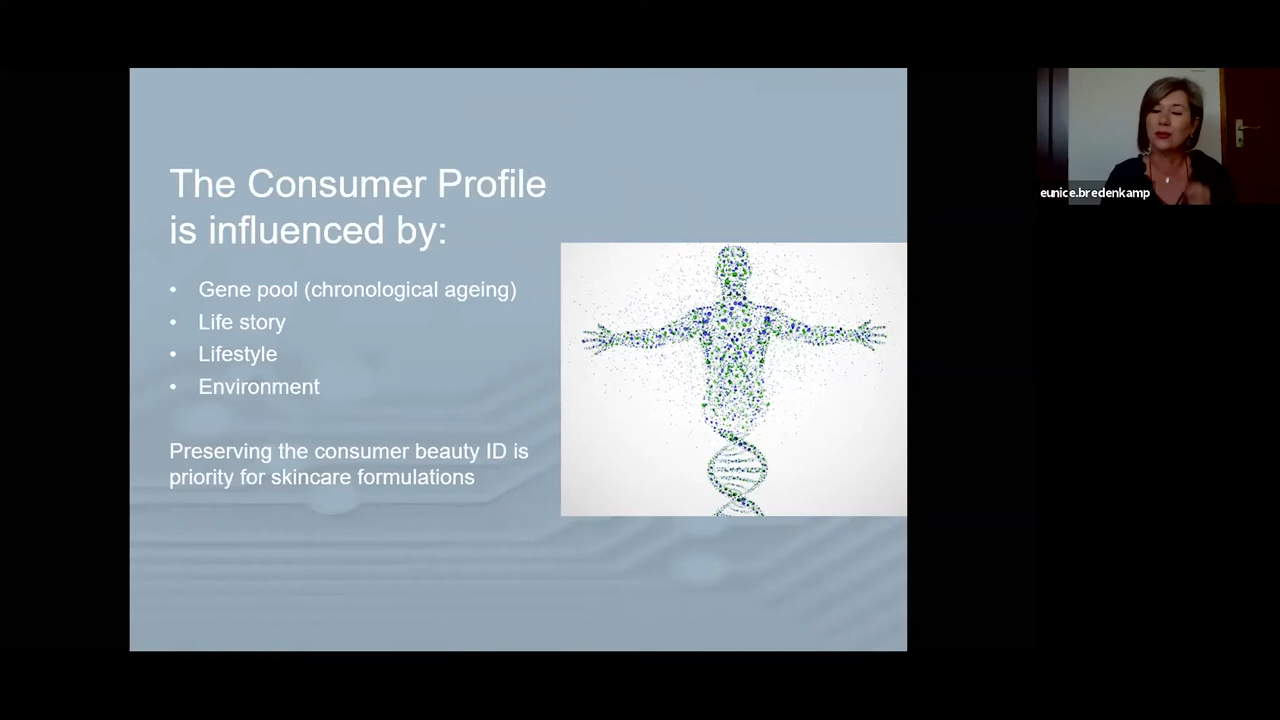 The Consumer Profile
is influenced by:
• Gene pool (chronological ageing)
• Life story
• Lifestyle
• Environment
Preserving the consumer beauty ID is
priority for skincare formulations
eunice.bredenkamp